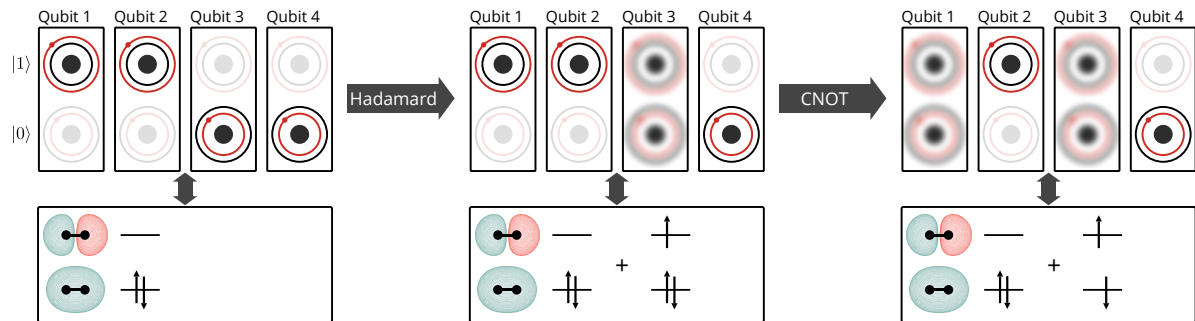 Qubit 1 Qubit 2 Qubit 3 Qubit 4 Qubit 1 Qubit 2 Qubit 3 Qubit 4 Qubit 1 Qubit 2 Qubit 3 Qubit 4
|1⟩
Hadamard CNOT
|0⟩
+ +